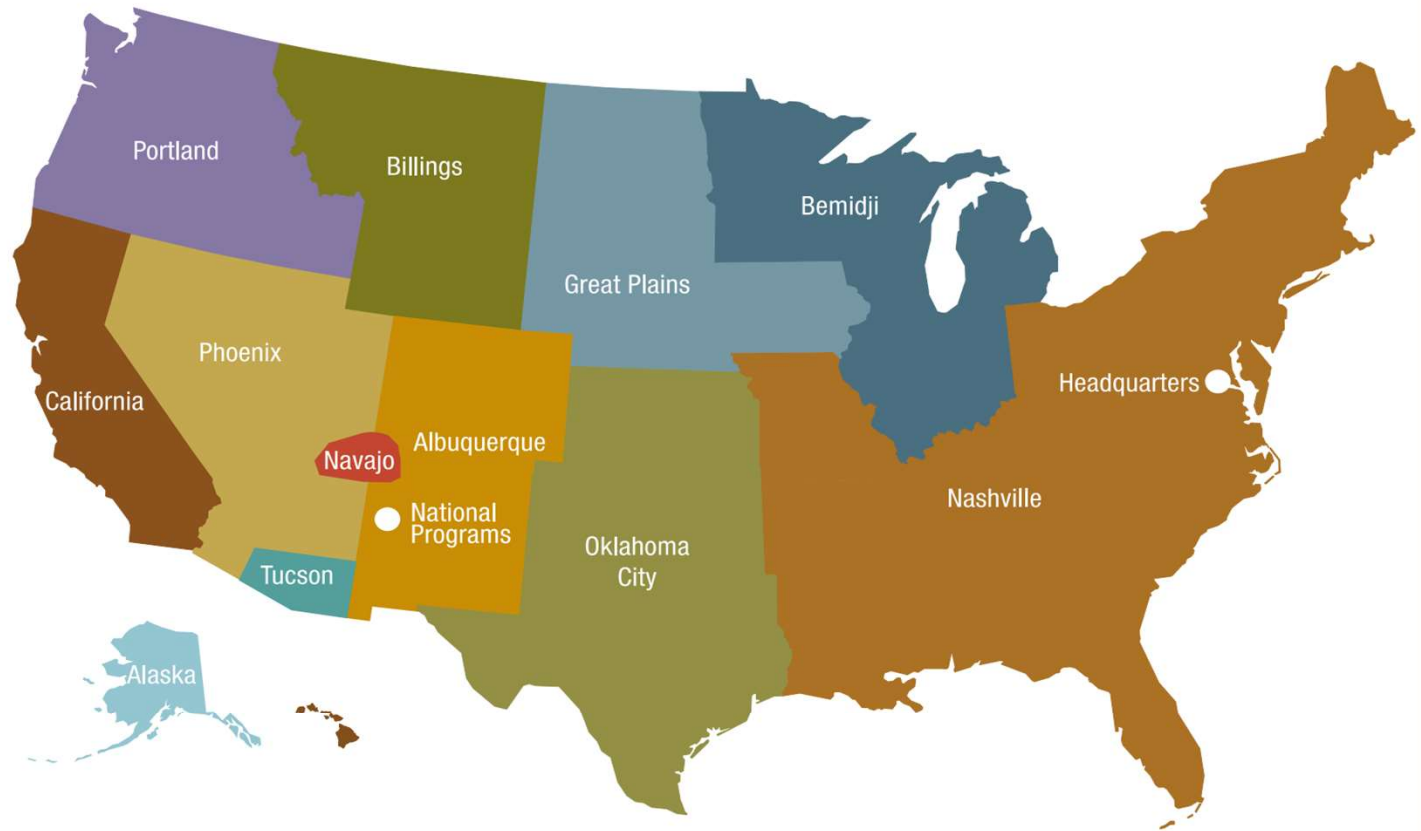 Portland
Billings
Bemidji
Great Plains
Phoenix
California
Headquarters
Navajo
Albuquerque
National
Programs
Nashville
Oklahoma
City
Tucson
Alaska